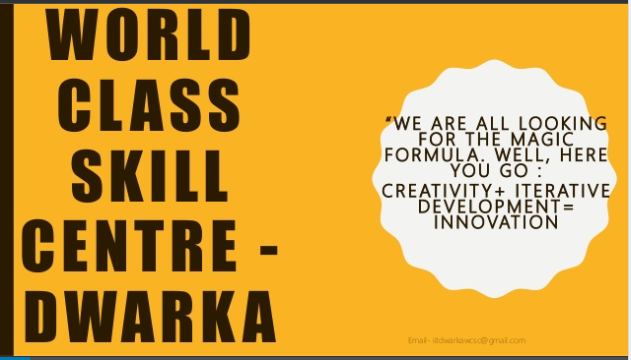 WORLD
CLASS
SKILL
CENTRE -
DWARKA
“WE ARE ALL LOOKING
FOR THE MAGIC
FORMULA. WELL, HERE
YOU GO :
CREATIVITY+ ITERATIVE
DEVELOPMENT=
INNOVATION